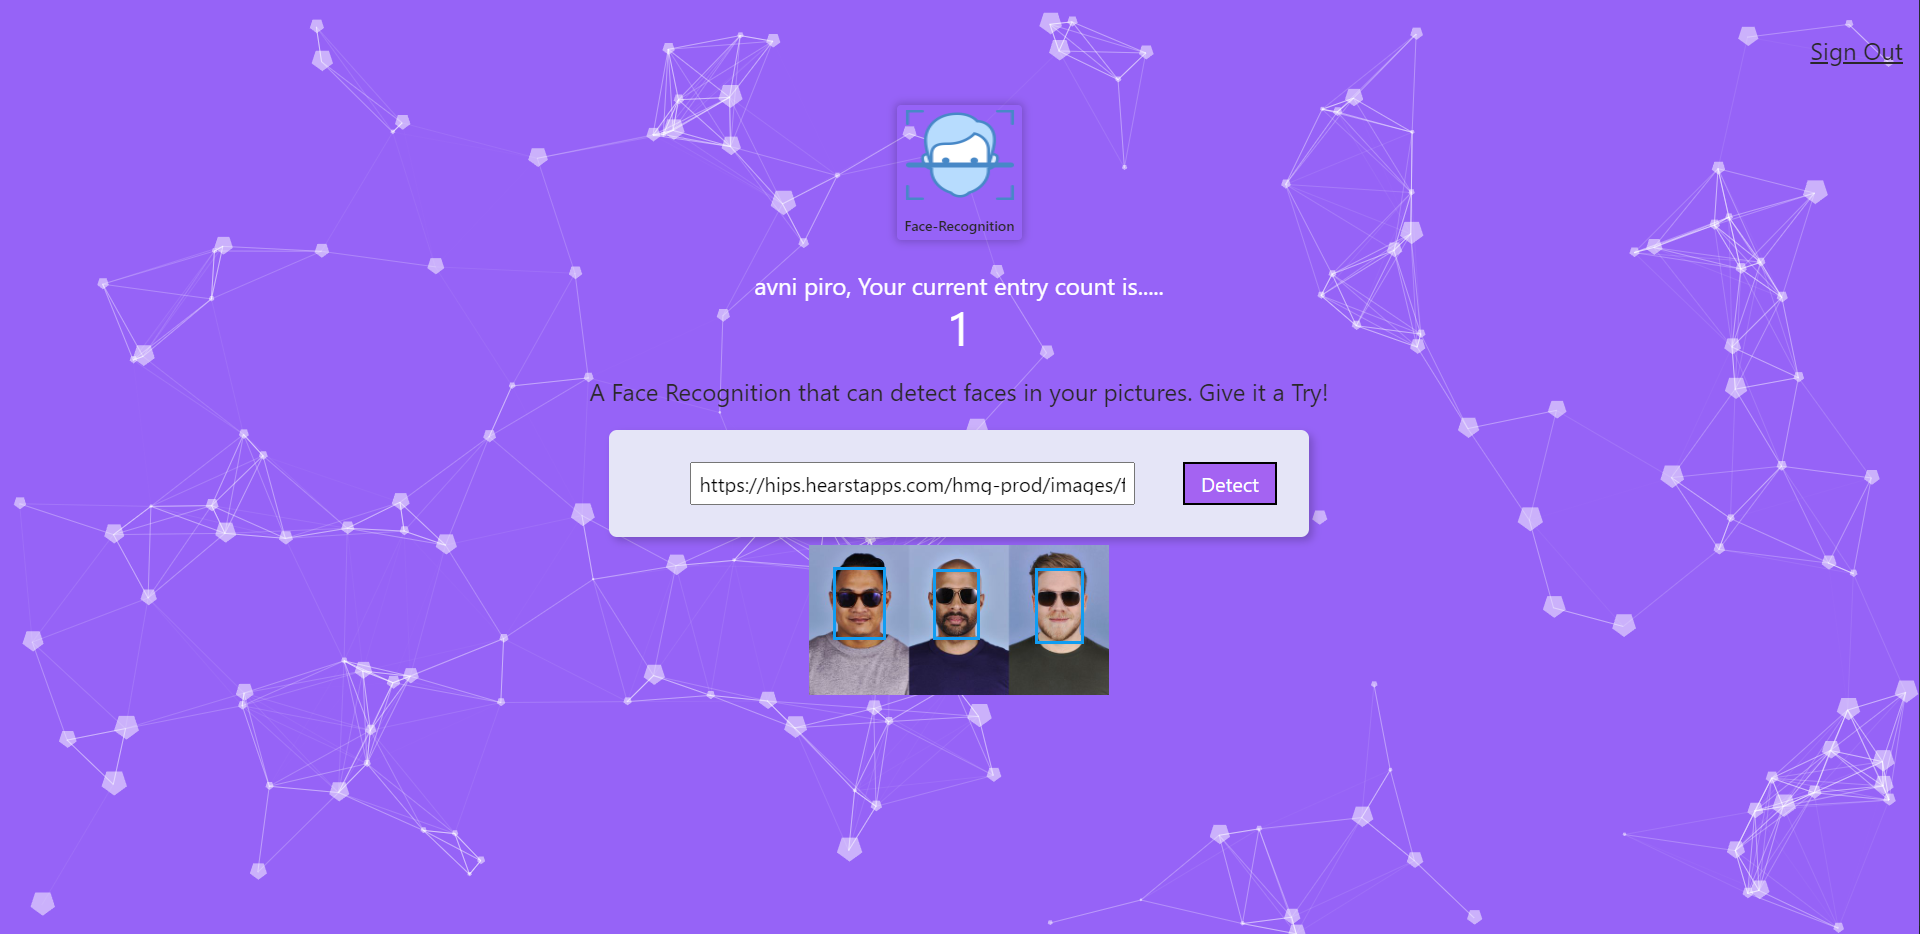 Sign Out
Face-Recognition
avni piro, Your current entry count is.....
1
A Face Recognition that can detect faces in your pictures. Give it a Try!
https://hips.hearstapps.com/hmg-prod/images/f
Detect